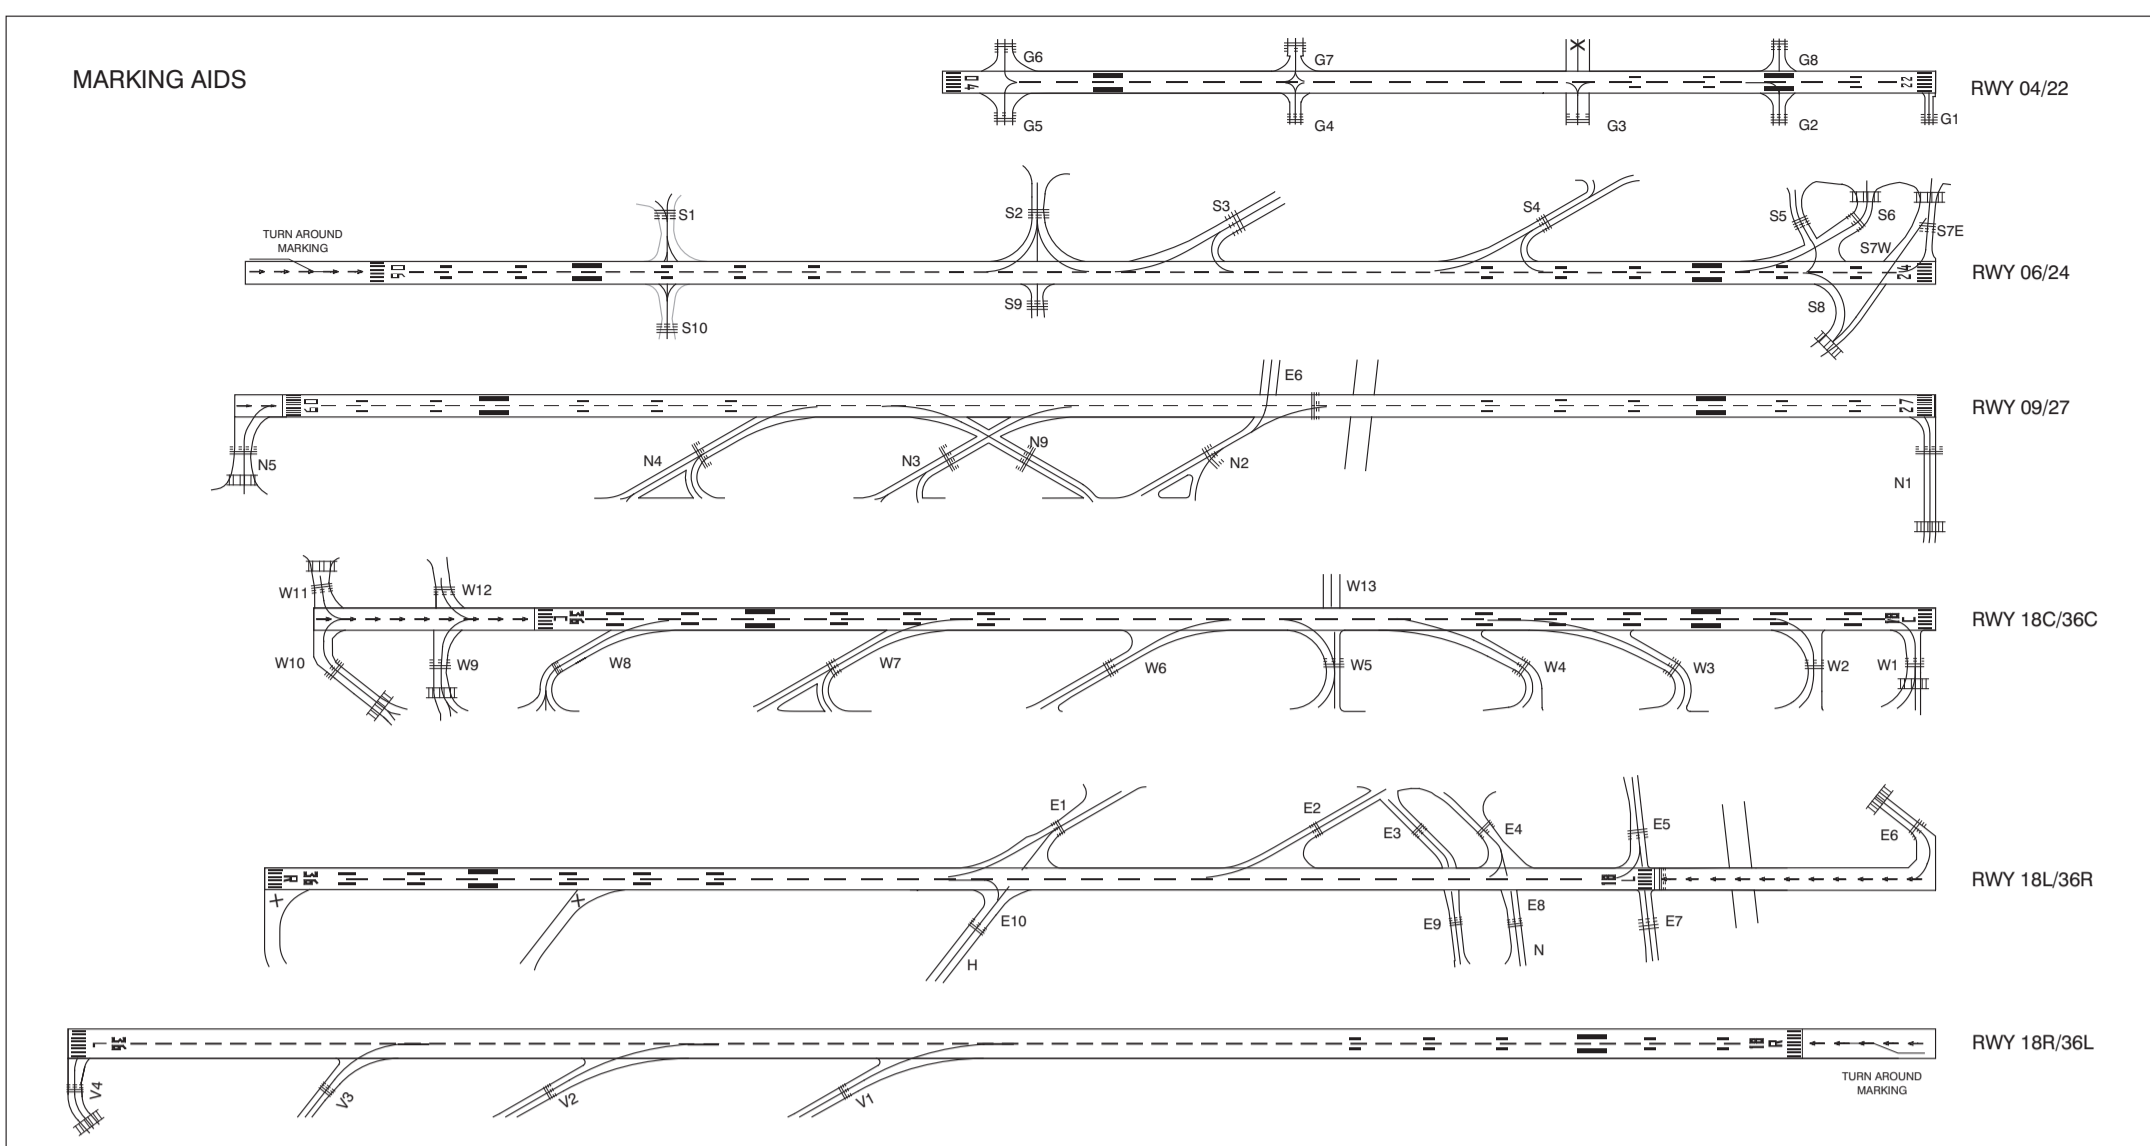 MARKING AIDS
G6
G7
G8
04
22
RWY 04/22
G5
G4
G3
G2
G1
S1
S2
S3
S4
S5
S6
S7W
S7E
TURN AROUND
MARKING
06
24
RWY 06/24
S10
S9
S8
E6
09
27
RWY 09/27
N5
N4
N3
N9
N2
N1
W11
W12
W13
36
L
18
C
RWY 18C/36C
W10
W9
W8
W7
W6
W5
W4
W3
W2
W1
E1
E2
E3
E4
E5
E6
36
R
18
L
RWY 18L/36R
E10
H
E9
E8
N
E7
36
L
18
R
RWY 18R/36L
V4
V3
V2
V1
TURN AROUND
MARKING